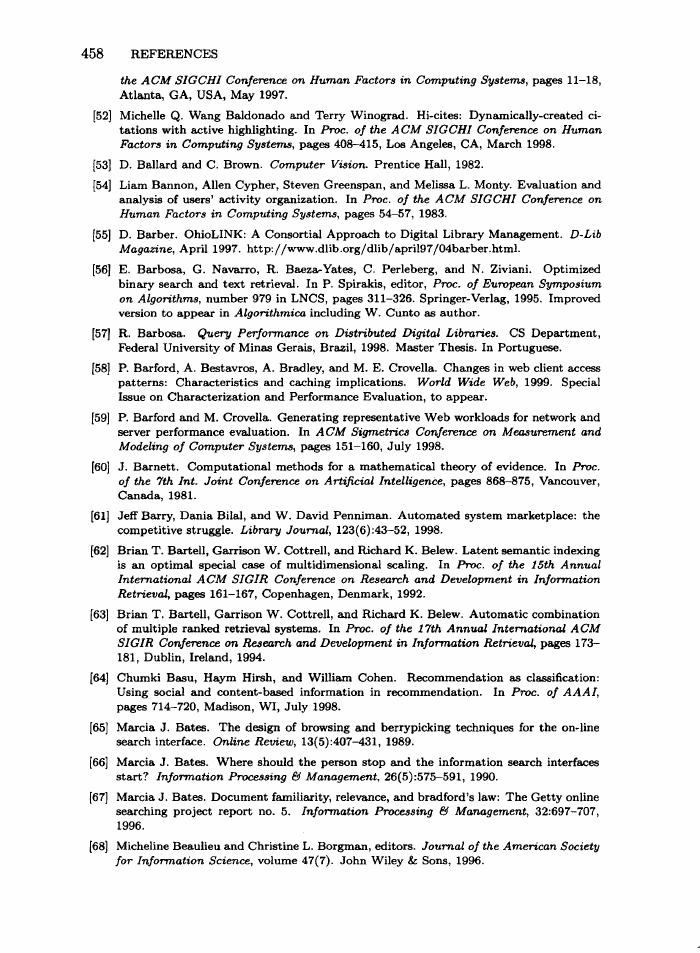 458 REFERENCES
the ACM SIGCHI Conference on Human Factors in Computing Systems, pages 11–18,
Atlanta, GA, USA, May 1997.
[52] Michelle Q. Wang Baldonado and Terry Winograd. Hi-cites: Dynamically-created ci-
tations with active highlighting. In Proc. of the ACM SIGCHI Conference on Human
Factors in Computing Systems, pages 408–415, Los Angeles, CA, March 1998.
[53] D. Ballard and C. Brown. Computer Vision. Prentice Hall, 1982.
[54] Liam Bannon, Allen Cypher, Steven Greenspan, and Melissa L. Monty. Evaluation and
analysis of users' activity organization. In Proc. of the ACM SIGCHI Conference on
Human Factors in Computing Systems, pages 54–57, 1983.
[55] D. Barber. OhioLINK: A Consortial Approach to Digital Library Management. D-Lib
Magazine, April 1997. http://www.dlib.org/dlib/april97/04barber.html.
[56] E. Barbosa, G. Navarro, R. Baeza-Yates, C. Perleberg, and N. Ziviani. Optimized
binary search and text retrieval. In P. Spirakis, editor, Proc. of European Symposium
on Algorithms, number 979 in LNCS, pages 311–326. Springer-Verlag, 1995. Improved
version to appear in Algorithmica including W. Cunto as author.
[57] R. Barbosa. Query Performance on Distributed Digital Libraries. CS Department,
Federal University of Minas Gerais, Brazil, 1998. Master Thesis. In Portuguese.
[58] P. Barford, A. Bestavros, A. Bradley, and M. E. Crovella. Changes in web client access
patterns: Characteristics and caching implications. World Wide Web, 1999. Special
Issue on Characterization and Performance Evaluation, to appear.
[59] P. Barford and M. Crovella. Generating representative Web workloads for network and
server performance evaluation. In ACM Sigmetrics Conference on Measurement and
Modeling of Computer Systems, pages 151–160, July 1998.
[60] J. Barnett. Computational methods for a mathematical theory of evidence. In Proc.
of the 7th Int. Joint Conference on Artificial Intelligence, pages 868–875, Vancouver,
Canada, 1981.
[61] Jeff Barry, Dania Bilal, and W. David Penniman. Automated system marketplace: the
competitive struggle. Library Journal, 123(6):43–52, 1998.
[62] Brian T. Bartell, Garrison W. Cottrell, and Richard K. Belew. Latent semantic indexing
is an optimal special case of multidimensional scaling. In Proc. of the 15th Annual
International ACM SIGIR Conference on Research and Development in Information
Retrieval, pages 161–167, Copenhagen, Denmark, 1992.
[63] Brian T. Bartell, Garrison W. Cottrell, and Richard K. Belew. Automatic combination
of multiple ranked retrieval systems. In Proc. of the 17th Annual International ACM
SIGIR Conference on Research and Development in Information Retrieval, pages 173–
181, Dublin, Ireland, 1994.
[64] Chumki Basu, Haym Hirsh, and William Cohen. Recommendation as classification:
Using social and content-based information in recommendation. In Proc. of AAAI,
pages 714–720, Madison, WI, July 1998.
[65] Marcia J. Bates. The design of browsing and berrypicking techniques for the on-line
search interface. Online Review, 13(5):407–431, 1989.
[66] Marcia J. Bates. Where should the person stop and the information search interfaces
start? Information Processing & Management, 26(5):575–591, 1990.
[67] Marcia J. Bates. Document familiarity, relevance, and bradford's law: The Getty online
searching project report no. 5. Information Processing & Management, 32:697–707,
1996.
[68] Micheline Beaulieu and Christine L. Borgman, editors. Journal of the American Society
for Information Science, volume 47(7). John Wiley & Sons, 1996.